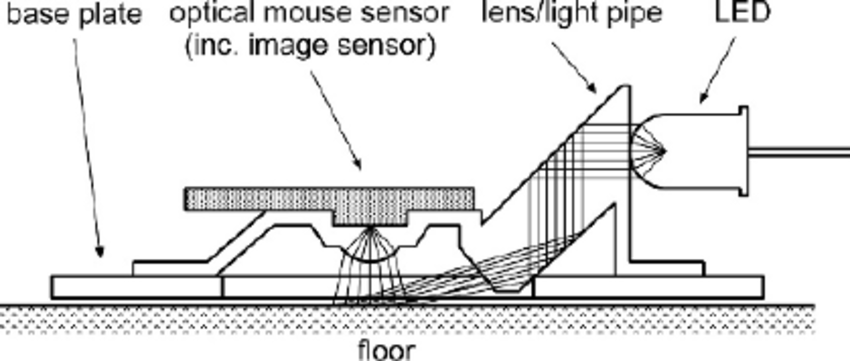 base plate
optical mouse sensor
(inc. image sensor)
lens/light pipe
LED
floor